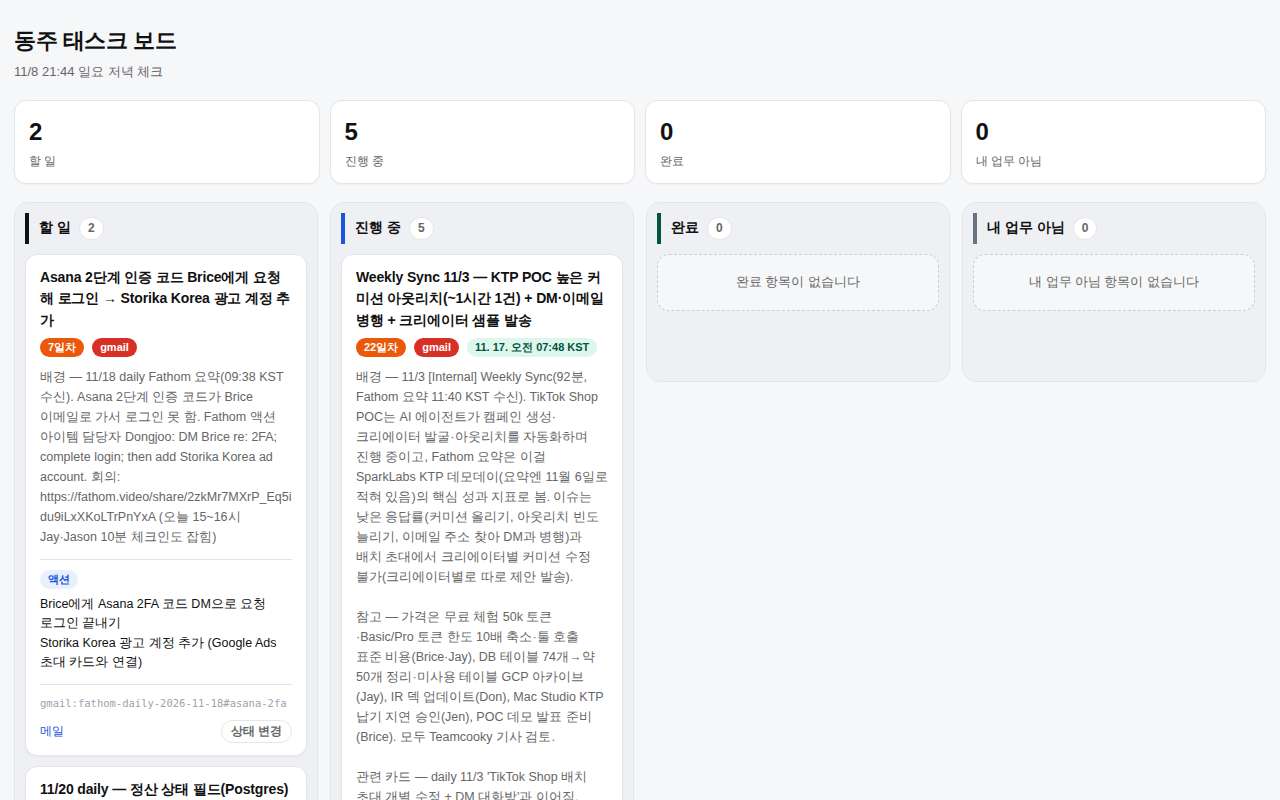 동주 태스크 보드
11/8 21:44 일요 저녁 체크
2
할 일
5
진행 중
0
완료
0
내 업무 아님
할 일 2
Asana 2단계 인증 코드 Brice에게 요청
해 로그인 → Storika Korea 광고 계정 추
가
7일차 gmail
배경 — 11/18 daily Fathom 요약(09:38 KST
수신). Asana 2단계 인증 코드가 Brice
이메일로 가서 로그인 못 함. Fathom 액션
아이템 담당자 Dongjoo: DM Brice re: 2FA;
complete login; then add Storika Korea ad
account. 회의:
https://fathom.video/share/2zkMr7MXrP_Eq5i
du9iLxXKoLTrPnYxA (오늘 15~16시
Jay·Jason 10분 체크인도 잡힘)
액션
Brice에게 Asana 2FA 코드 DM으로 요청
로그인 끝내기
Storika Korea 광고 계정 추가 (Google Ads
초대 카드와 연결)
gmail:fathom-daily-2026-11-18#asana-2fa
메일 상태 변경
11/20 daily — 정산 상태 필드(Postgres)
진행 중 5
Weekly Sync 11/3 — KTP POC 높은 커
미션 아웃리치(~1시간 1건) + DM·이메일
병행 + 크리에이터 샘플 발송
22일차 gmail 11. 17. 오전 07:48 KST
배경 — 11/3 [Internal] Weekly Sync(92분,
Fathom 요약 11:40 KST 수신). TikTok Shop
POC는 AI 에이전트가 캠페인 생성·
크리에이터 발굴·아웃리치를 자동화하며
진행 중이고, Fathom 요약은 이걸
SparkLabs KTP 데모데이(요약엔 11월 6일로
적혀 있음)의 핵심 성과 지표로 봄. 이슈는
낮은 응답률(커미션 올리기, 아웃리치 빈도
늘리기, 이메일 주소 찾아 DM과 병행)과
배치 초대에서 크리에이터별 커미션 수정
불가(크리에이터별로 따로 제안 발송).
참고 — 가격은 무료 체험 50k 토큰
·Basic/Pro 토큰 한도 10배 축소·툴 호출
표준 비용(Brice·Jay), DB 테이블 74개→약
50개 정리·미사용 테이블 GCP 아카이브
(Jay), IR 덱 업데이트(Don), Mac Studio KTP
납기 지연 승인(Jen), POC 데모 발표 준비
(Brice). 모두 Teamcooky 기사 검토.
관련 카드 — daily 11/3 'TikTok Shop 배치
초대 개별 수정 + DM 대화방'과 이어짐.
완료 0
완료 항목이 없습니다
내 업무 아님 0
내 업무 아님 항목이 없습니다